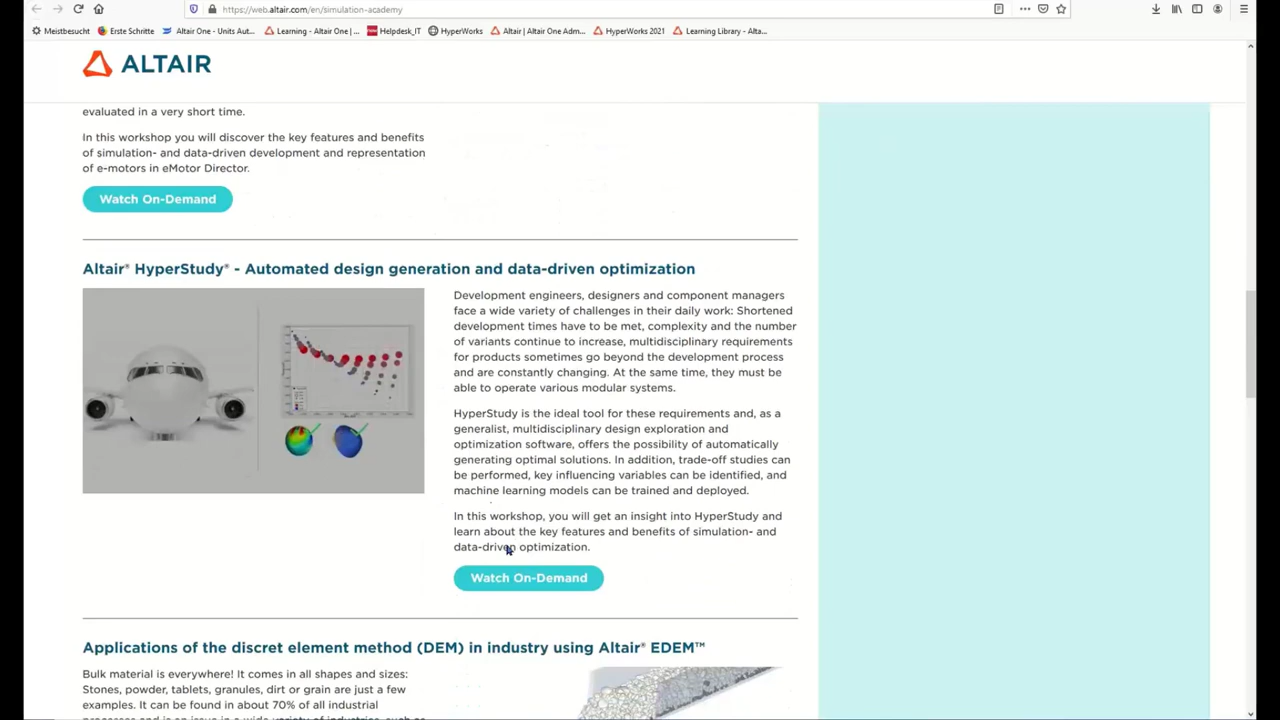 https://web.altair.com/en/simulation-academy
Meistbesucht
Erste Schritte
Altair One - Units Aut...
Learning - Altair One | ...
Helpdesk_IT
HyperWorks
Altair | Altair One Adm...
HyperWorks 2021
Learning Library - Alta...
ALTAIR
evaluated in a very short time.
In this workshop you will discover the key features and benefits
of simulation- and data-driven development and representation
of e-motors in eMotor Director.
Watch On-Demand
Altair® HyperStudy® - Automated design generation and data-driven optimization
Development engineers, designers and component managers
face a wide variety of challenges in their daily work: Shortened
development times have to be met, complexity and the number
of variants continue to increase, multidisciplinary requirements
for products sometimes go beyond the development process
and are constantly changing. At the same time, they must be
able to operate various modular systems.
HyperStudy is the ideal tool for these requirements and, as a
generalist, multidisciplinary design exploration and
optimization software, offers the possibility of automatically
generating optimal solutions. In addition, trade-off studies can
be performed, key influencing variables can be identified, and
machine learning models can be trained and deployed.
In this workshop, you will get an insight into HyperStudy and
learn about the key features and benefits of simulation- and
data-driven optimization.
Watch On-Demand
Applications of the discret element method (DEM) in industry using Altair® EDEM™
Bulk material is everywhere! It comes in all shapes and sizes:
Stones, powder, tablets, granules, dirt or grain are just a few
examples. It can be found in about 70% of all industrial
processes and is an issue in a wide variety of industries, such as